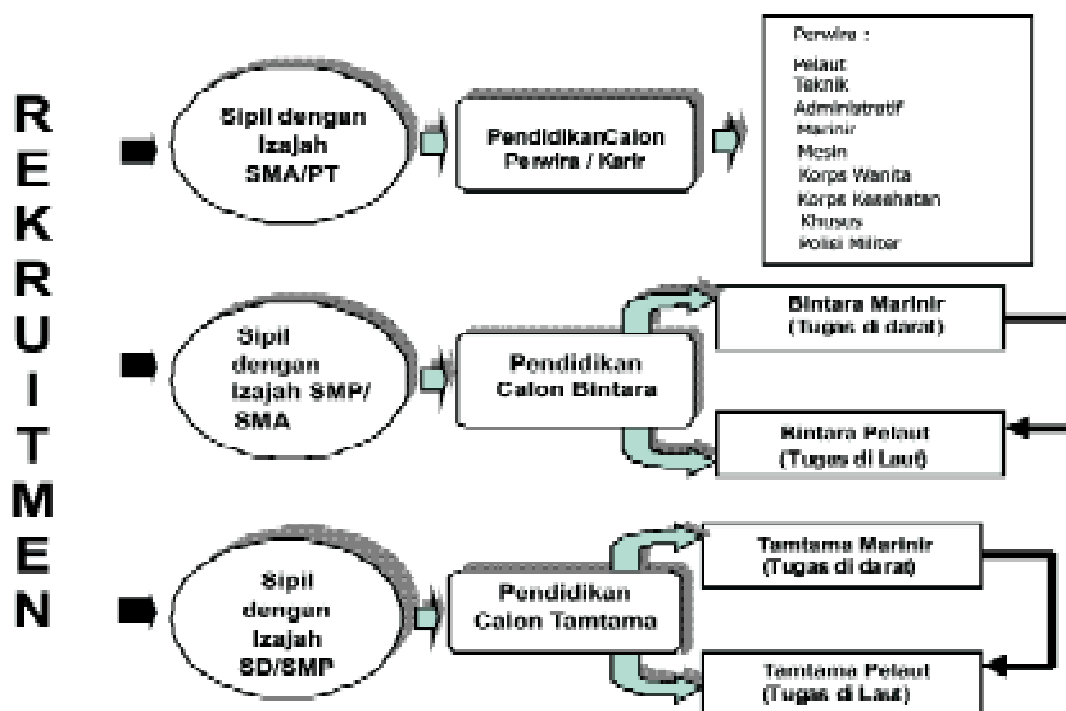 REKRUITMEN
Sipil dengan
Izajah
SMA/PT
PendidikanCalon
Perwira / Karir
Perwira :
Pelaut
Teknik
Administratif
Marinir
Mesin
Korps Wanita
Korps Kesehatan
Khusus
Polisi Militer
Sipil
dengan
Izajah SMP/
SMA
Pendidikan
Calon Bintara
Bintara Marinir
(Tugas di darat)
Bintara Pelaut
(Tugas di Laut)
Sipil
dengan
Izajah
SD/SMP
Pendidikan
Calon Tamtama
Tamtama Marinir
(Tugas di darat)
Tamtama Pelaut
(Tugas di Laut)